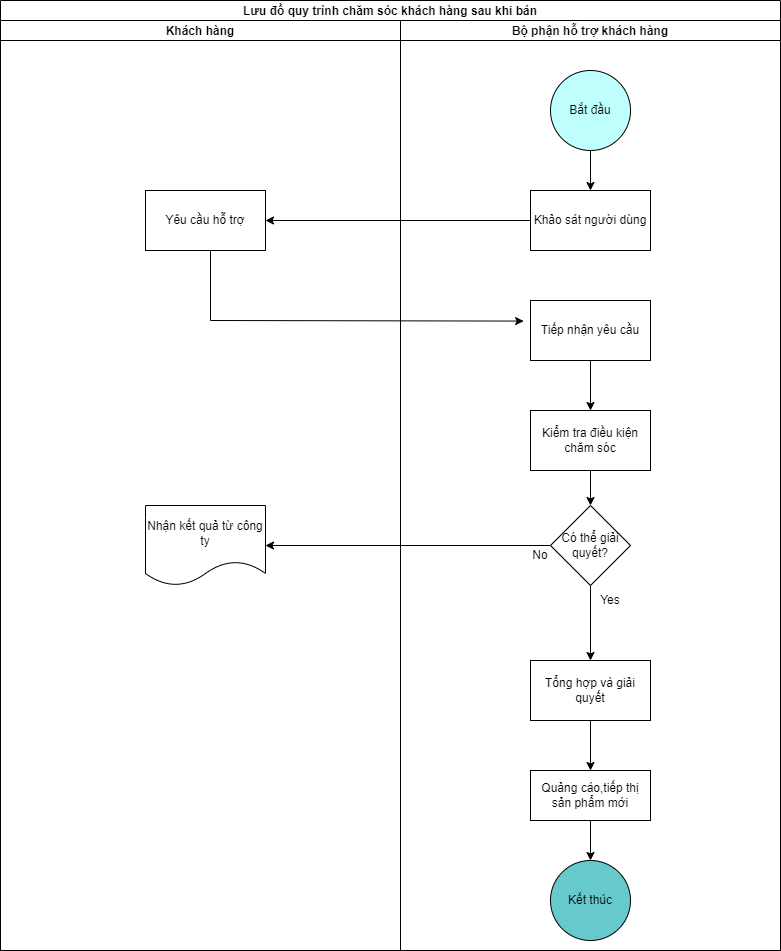 Lưu đồ quy trình chăm sóc khách hàng sau khi bán
Khách hàng
Bộ phận hỗ trợ khách hàng
Bắt đầu
Yêu cầu hỗ trợ
Khảo sát người dùng
Tiếp nhận yêu cầu
Kiểm tra điều kiện
chăm sóc
Nhận kết quả từ công
ty
Có thể giải
quyết?
No
Yes
Tổng hợp và giải
quyết
Quảng cáo,tiếp thị
sản phẩm mới
Kết thúc